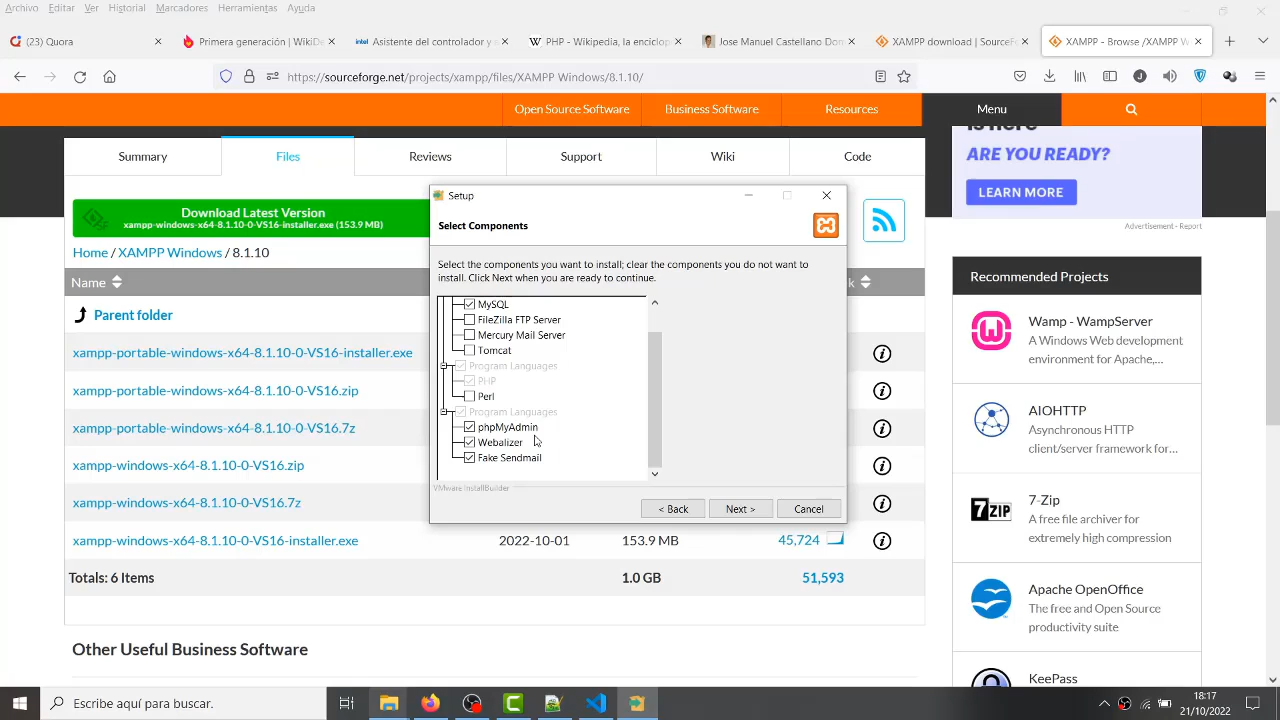 Archivo Editar Ver Historial Marcadores Herramientas Ayuda
(23) Quora
Primera generación | WikiDe
Asistente del controlador y s
PHP - Wikipedia, la enciclop
Jose Manuel Castellano Dom
XAMPP download | SourceF
XAMPP - Browse /XAMPP W
https://sourceforge.net/projects/xampp/files/XAMPP Windows/8.1.10/
Open Source Software
Business Software
Resources
Menu
Summary
Files
Reviews
Support
Wiki
Code
is here
ARE YOU READY?
LEARN MORE
Advertisement - Report
Download Latest Version
xampp-windows-x64-8.1.10-0-VS16-installer.exe (153.9 MB)
Home / XAMPP Windows / 8.1.10
Name
k
Parent folder
xampp-portable-windows-x64-8.1.10-0-VS16-installer.exe
xampp-portable-windows-x64-8.1.10-0-VS16.zip
xampp-portable-windows-x64-8.1.10-0-VS16.7z
xampp-windows-x64-8.1.10-0-VS16.zip
xampp-windows-x64-8.1.10-0-VS16.7z
xampp-windows-x64-8.1.10-0-VS16-installer.exe
2022-10-01
153.9 MB
45,724
Totals: 6 Items
1.0 GB
51,593
Other Useful Business Software
Setup
Select Components
Select the components you want to install; clear the components you do not want to
install. Click Next when you are ready to continue.
MySQL
FileZilla FTP Server
Mercury Mail Server
Tomcat
Program Languages
PHP
Perl
Program Languages
phpMyAdmin
Webalizer
Fake Sendmail
VMware InstallBuilder
< Back
Next >
Cancel
Recommended Projects
Wamp - WampServer
A Windows Web development
environment for Apache,...
AIOHTTP
Asynchronous HTTP
client/server framework for...
7-Zip
A free file archiver for
extremely high compression
Apache OpenOffice
The free and Open Source
productivity suite
KeePass
Escribe aquí para buscar.
18:17
21/10/2022